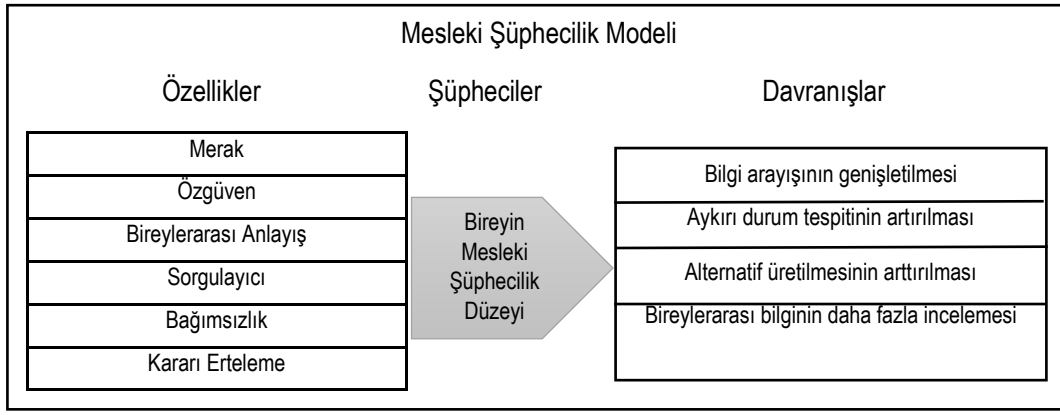 Mesleki Şüphecilik Modeli
Özellikler
Şüpheciler
Davranışlar
Merak
Özgüven
Bireylerarası Anlayış
Sorgulayıcı
Bağımsızlık
Kararı Erteleme
Bireyin
Mesleki
Şüphecilik
Düzeyi
Bilgi arayışının genişletilmesi
Aykırı durum tespitinin artırılması
Alternatif üretilmesinin arttırılması
Bireylerarası bilginin daha fazla incelemesi